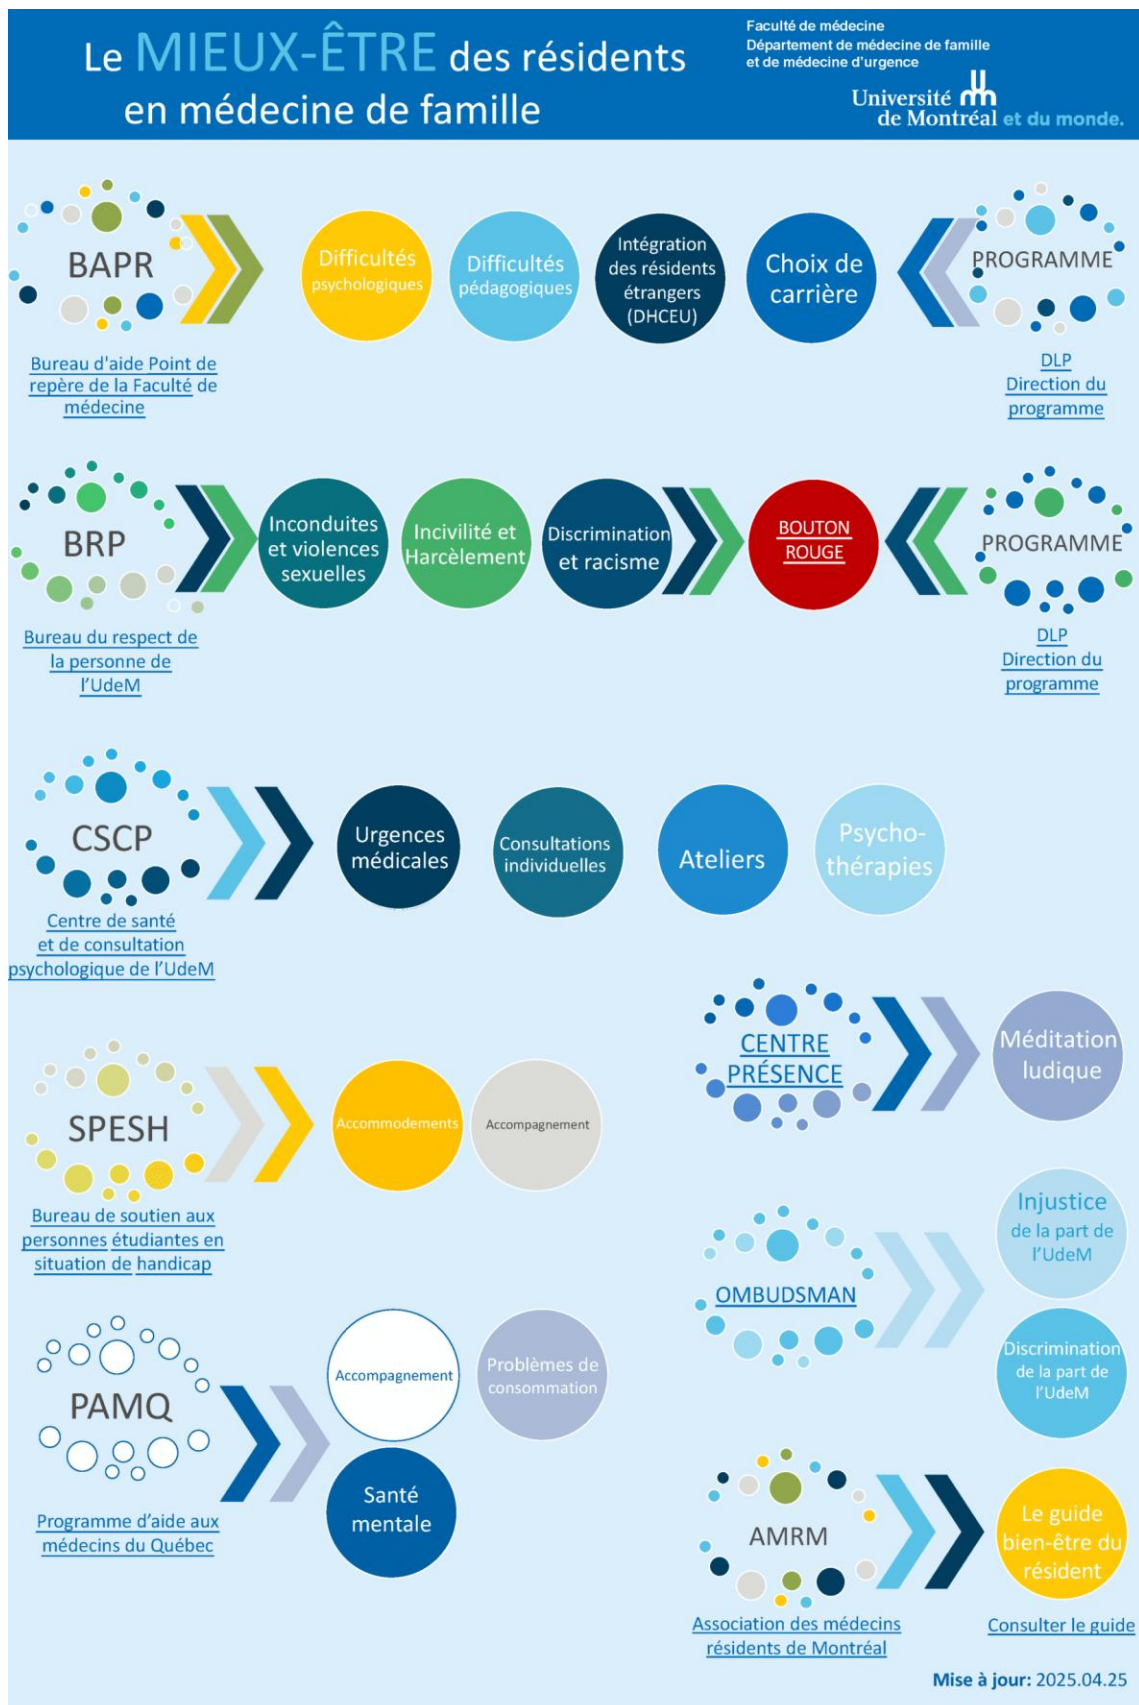 Le MIEUX-ÊTRE des résidents
en médecine de famille
Faculté de médecine
Département de médecine de famille
et de médecine d'urgence
Université
de Montréal et du monde.
BAPR
Bureau d'aide Point de
repère de la Faculté de
médecine
Difficultés
psychologiques
Difficultés
pédagogiques
Intégration
des résidents
étrangers
(DHCEU)
Choix de
carrière
PROGRAMME
DLP
Direction du
programme
BRP
Bureau du respect de
la personne de
l'UdeM
Inconduites
et violences
sexuelles
Incivilité et
Harcèlement
Discrimination
et racisme
BOUTON
ROUGE
PROGRAMME
DLP
Direction du
programme
CSCP
Centre de santé
et de consultation
psychologique de l'UdeM
Urgences
médicales
Consultations
individuelles
Ateliers
Psycho-
thérapies
CENTRE
PRÉSENCE
Méditation
ludique
SPESH
Bureau de soutien aux
personnes étudiantes en
situation de handicap
Accommodements
Accompagnement
OMBUDSMAN
Injustice
de la part de
l'UdeM
Discrimination
de la part de
l'UdeM
PAMQ
Programme d'aide aux
médecins du Québec
Accompagnement
Problèmes de
consommation
Santé
mentale
AMRM
Association des médecins
résidents de Montréal
Le guide
bien-être du
résident
Consulter le guide
Mise à jour: 2025.04.25